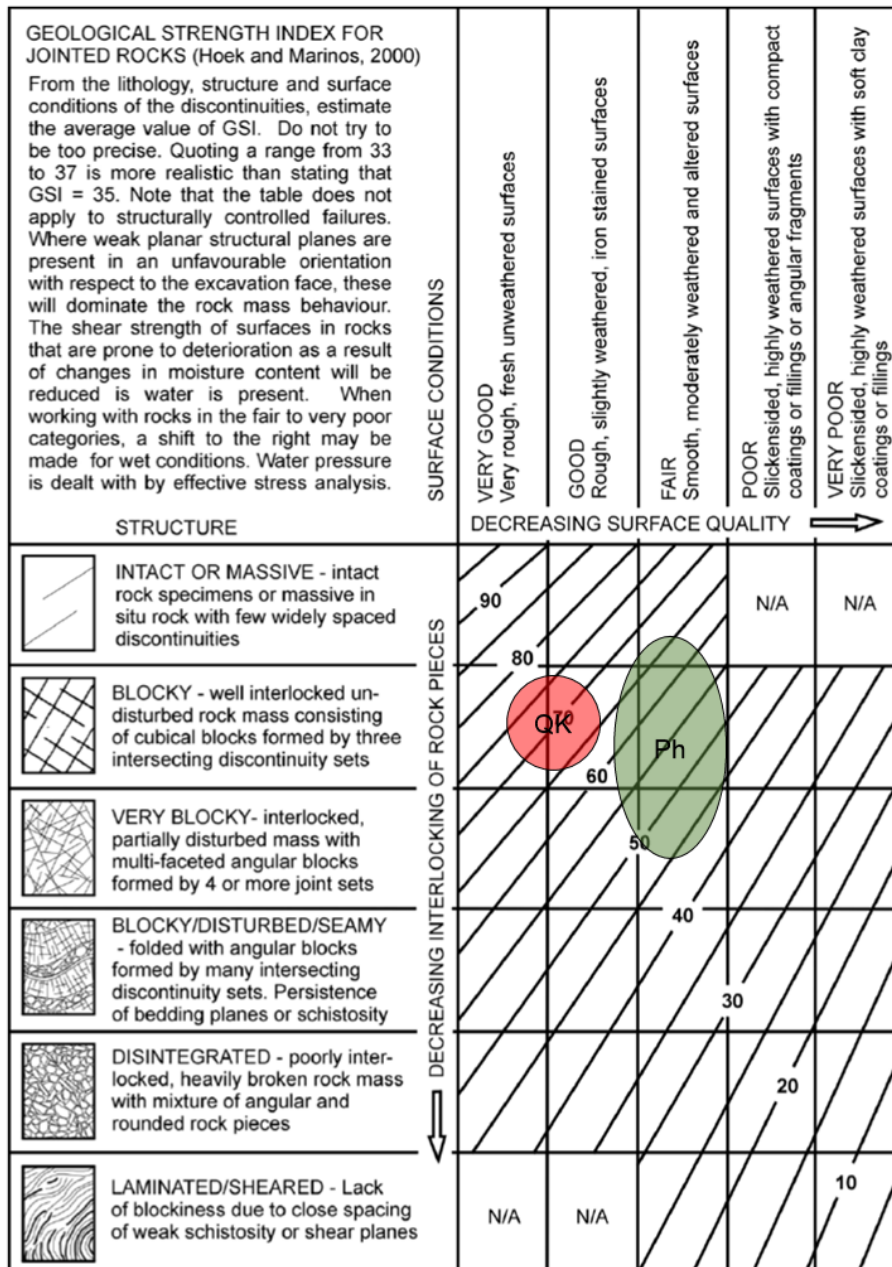 GEOLOGICAL STRENGTH INDEX FOR
JOINTED ROCKS (Hoek and Marinos, 2000)
From the lithology, structure and surface
conditions of the discontinuities, estimate
the average value of GSI. Do not try to
be too precise. Quoting a range from 33
to 37 is more realistic than stating that
GSI = 35. Note that the table does not
apply to structurally controlled failures.
Where weak planar structural planes are
present in an unfavourable orientation
with respect to the excavation face, these
will dominate the rock mass behaviour.
The shear strength of surfaces in rocks
that are prone to deterioration as a result
of changes in moisture content will be
reduced is water is present. When
working with rocks in the fair to very poor
categories, a shift to the right may be
made for wet conditions. Water pressure
is dealt with by effective stress analysis.
STRUCTURE
SURFACE CONDITIONS
VERY GOOD
Very rough, fresh unweathered surfaces
GOOD
Rough, slightly weathered, iron stained surfaces
FAIR
Smooth, moderately weathered and altered surfaces
POOR
Slickensided, highly weathered surfaces with compact
coatings or fillings or angular fragments
VERY POOR
Slickensided, highly weathered surfaces with soft clay
coatings or fillings
DECREASING SURFACE QUALITY
DECREASING INTERLOCKING OF ROCK PIECES
INTACT OR MASSIVE - intact
rock specimens or massive in
situ rock with few widely spaced
discontinuities
90
N/A
N/A
80
BLOCKY - well interlocked un-
disturbed rock mass consisting
of cubical blocks formed by three
intersecting discontinuity sets
70
QK
Ph
60
VERY BLOCKY- interlocked,
partially disturbed mass with
multi-faceted angular blocks
formed by 4 or more joint sets
50
BLOCKY/DISTURBED/SEAMY
- folded with angular blocks
formed by many intersecting
discontinuity sets. Persistence
of bedding planes or schistosity
40
30
DISINTEGRATED - poorly inter-
locked, heavily broken rock mass
with mixture of angular and
rounded rock pieces
20
LAMINATED/SHEARED - Lack
of blockiness due to close spacing
of weak schistosity or shear planes
N/A
N/A
10